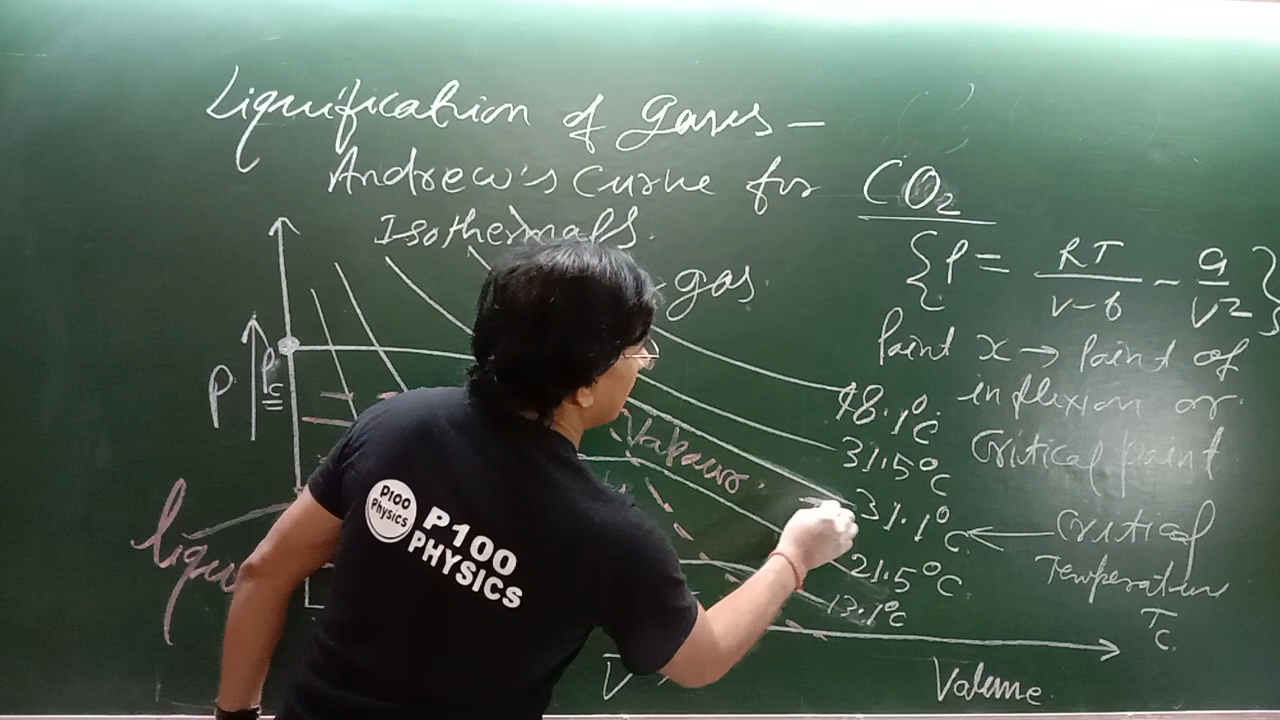 Liquification of Gases –
Andrew's Curve for CO2
Isothermals.
gas
{P = RT/V-b - a/V2}
Point x → Point of
inflexion or
Critical point
P
Pc
48.1°C
31.5°C
31.1°C ← Critical
Temperature
Tc
21.5°C
13.1°C
Vapour.
V
Volume.
P100
Physics
P100
PHYSICS